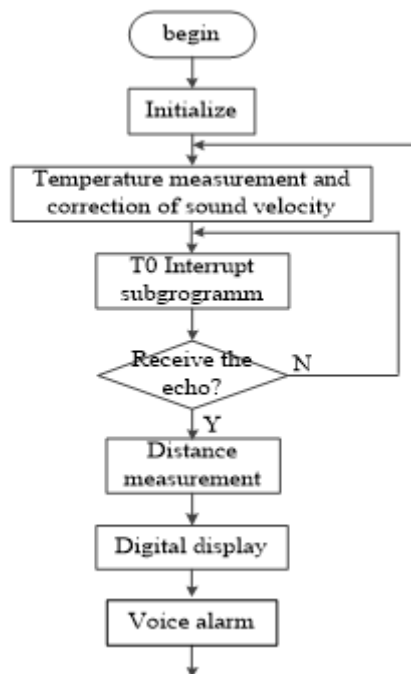 begin
Initialize
Temperature measurement and
correction of sound velocity
T0 Interrupt
subgrogramm
Receive the
echo?
N
Y
Distance
measurement
Digital display
Voice alarm